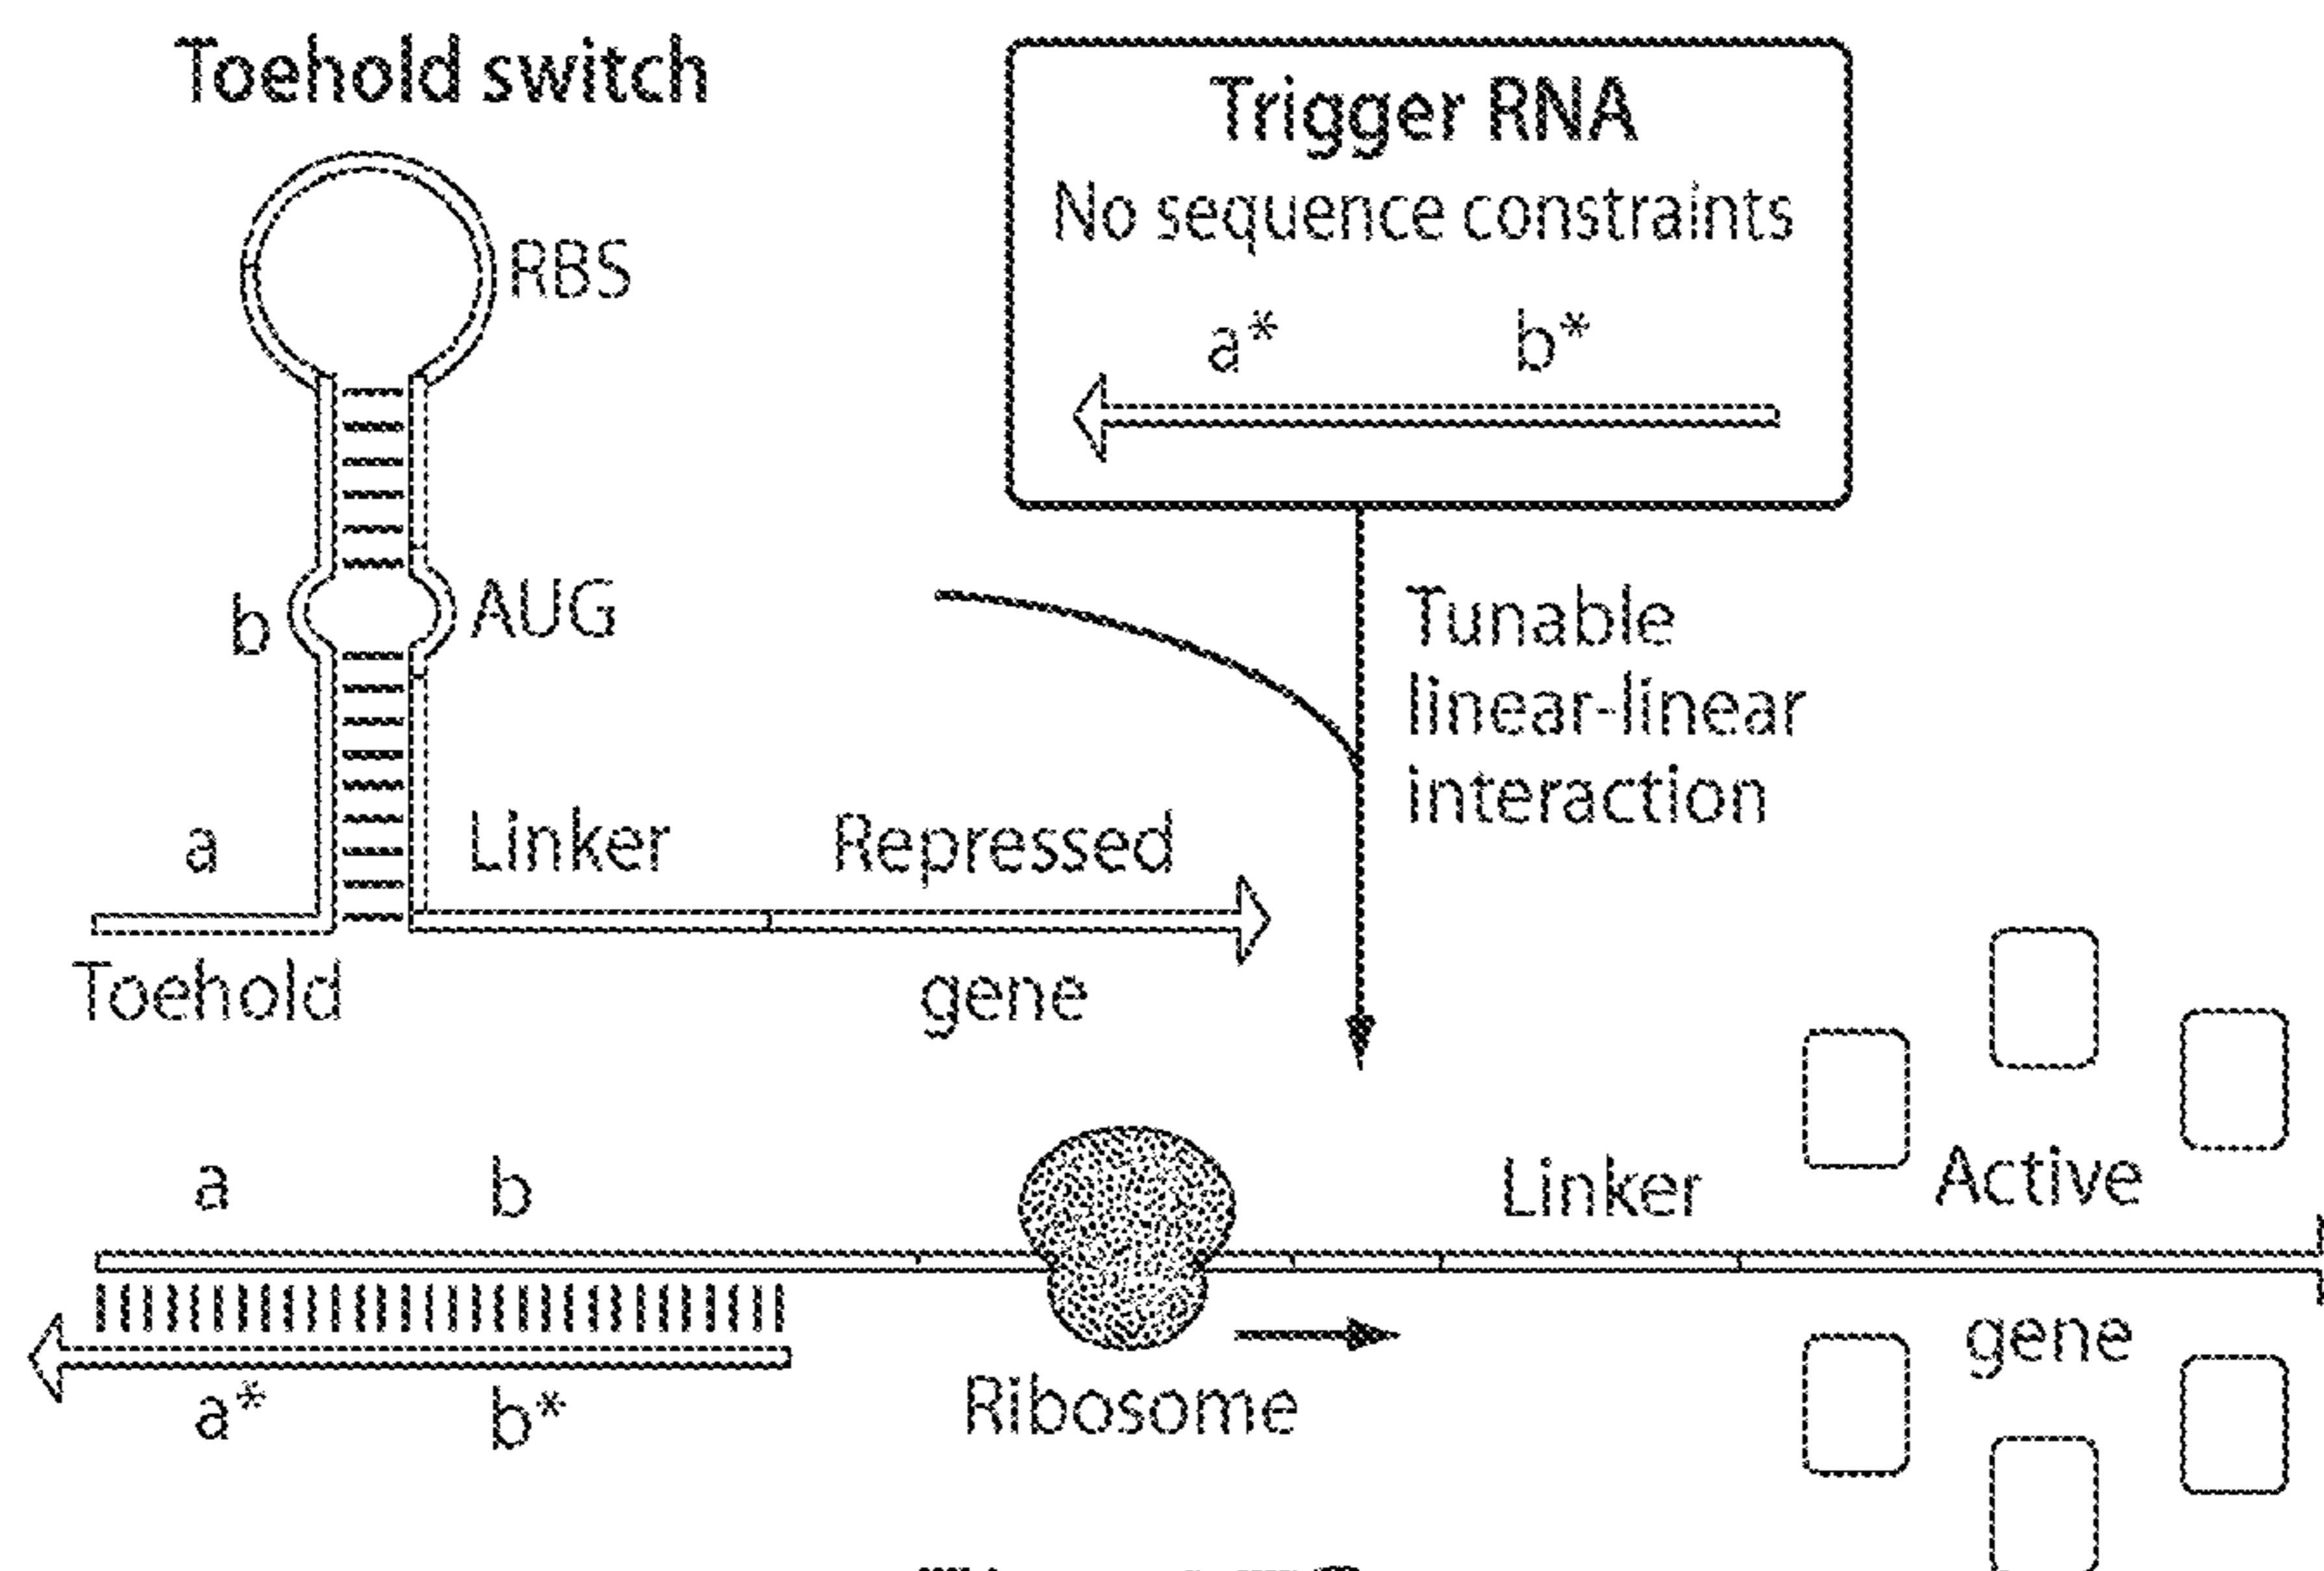 Toehold switch
RBS
b
AUG
a
Linker
Repressed
Toehold
gene
Trigger RNA
No sequence constraints
a*
b*
Tunable
linear-linear
interaction
a
b
Linker
Active
gene
a*
b*
Ribosome